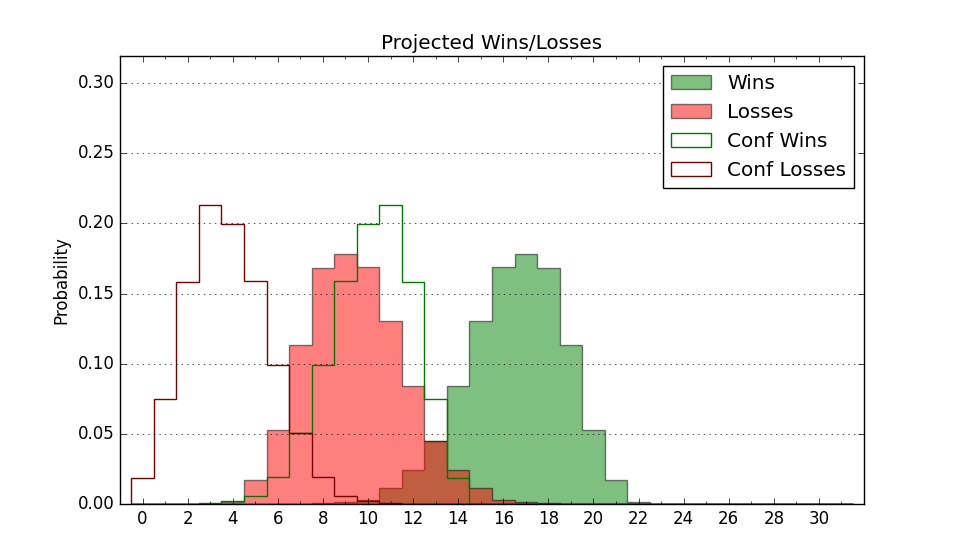 Projected Wins/Losses
Wins
Losses
Conf Wins
Conf Losses
Probability
0.30
0.25
0.20
0.15
0.10
0.05
0.00
0 2 4 6 8 10 12 14 16 18 20 22 24 26 28 30